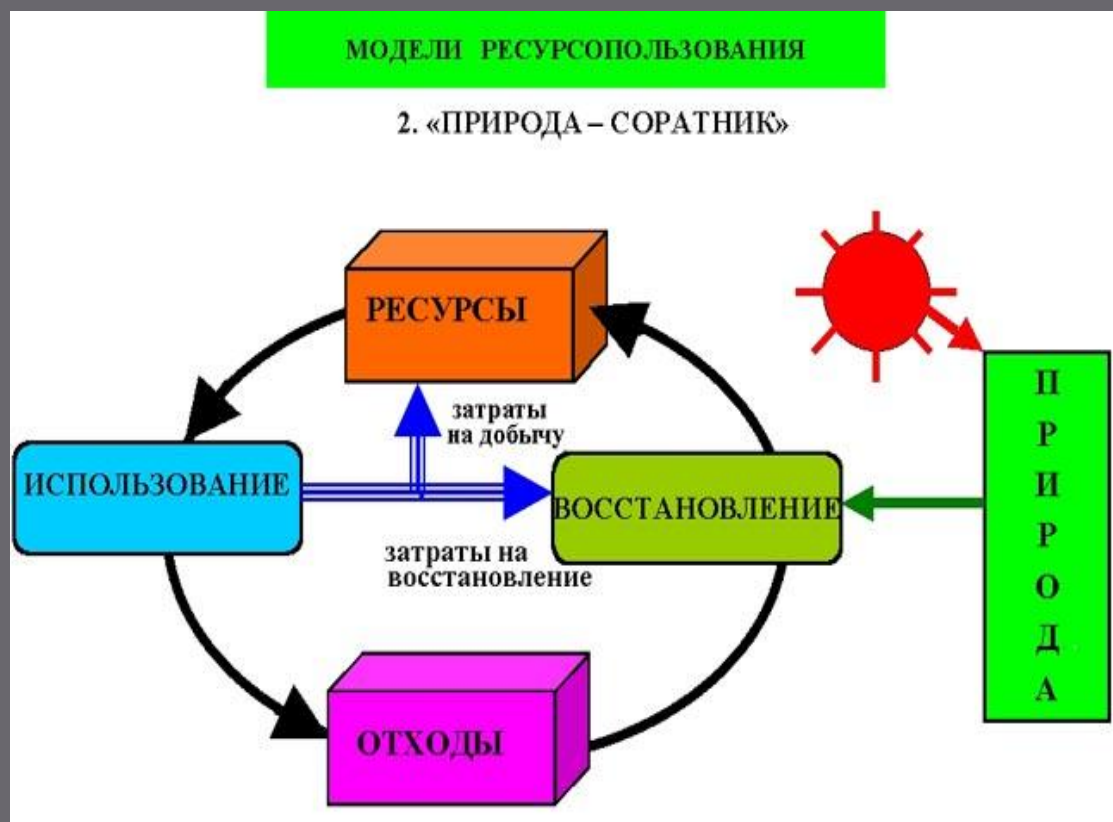 МОДЕЛИ РЕСУРСОПОЛЬЗОВАНИЯ
2. «ПРИРОДА – СОРАТНИК»
РЕСУРСЫ
затраты
на добычу
ИСПОЛЬЗОВАНИЕ
ВОССТАНОВЛЕНИЕ
затраты на
восстановление
ОТХОДЫ
П
Р
И
Р
О
Д
А